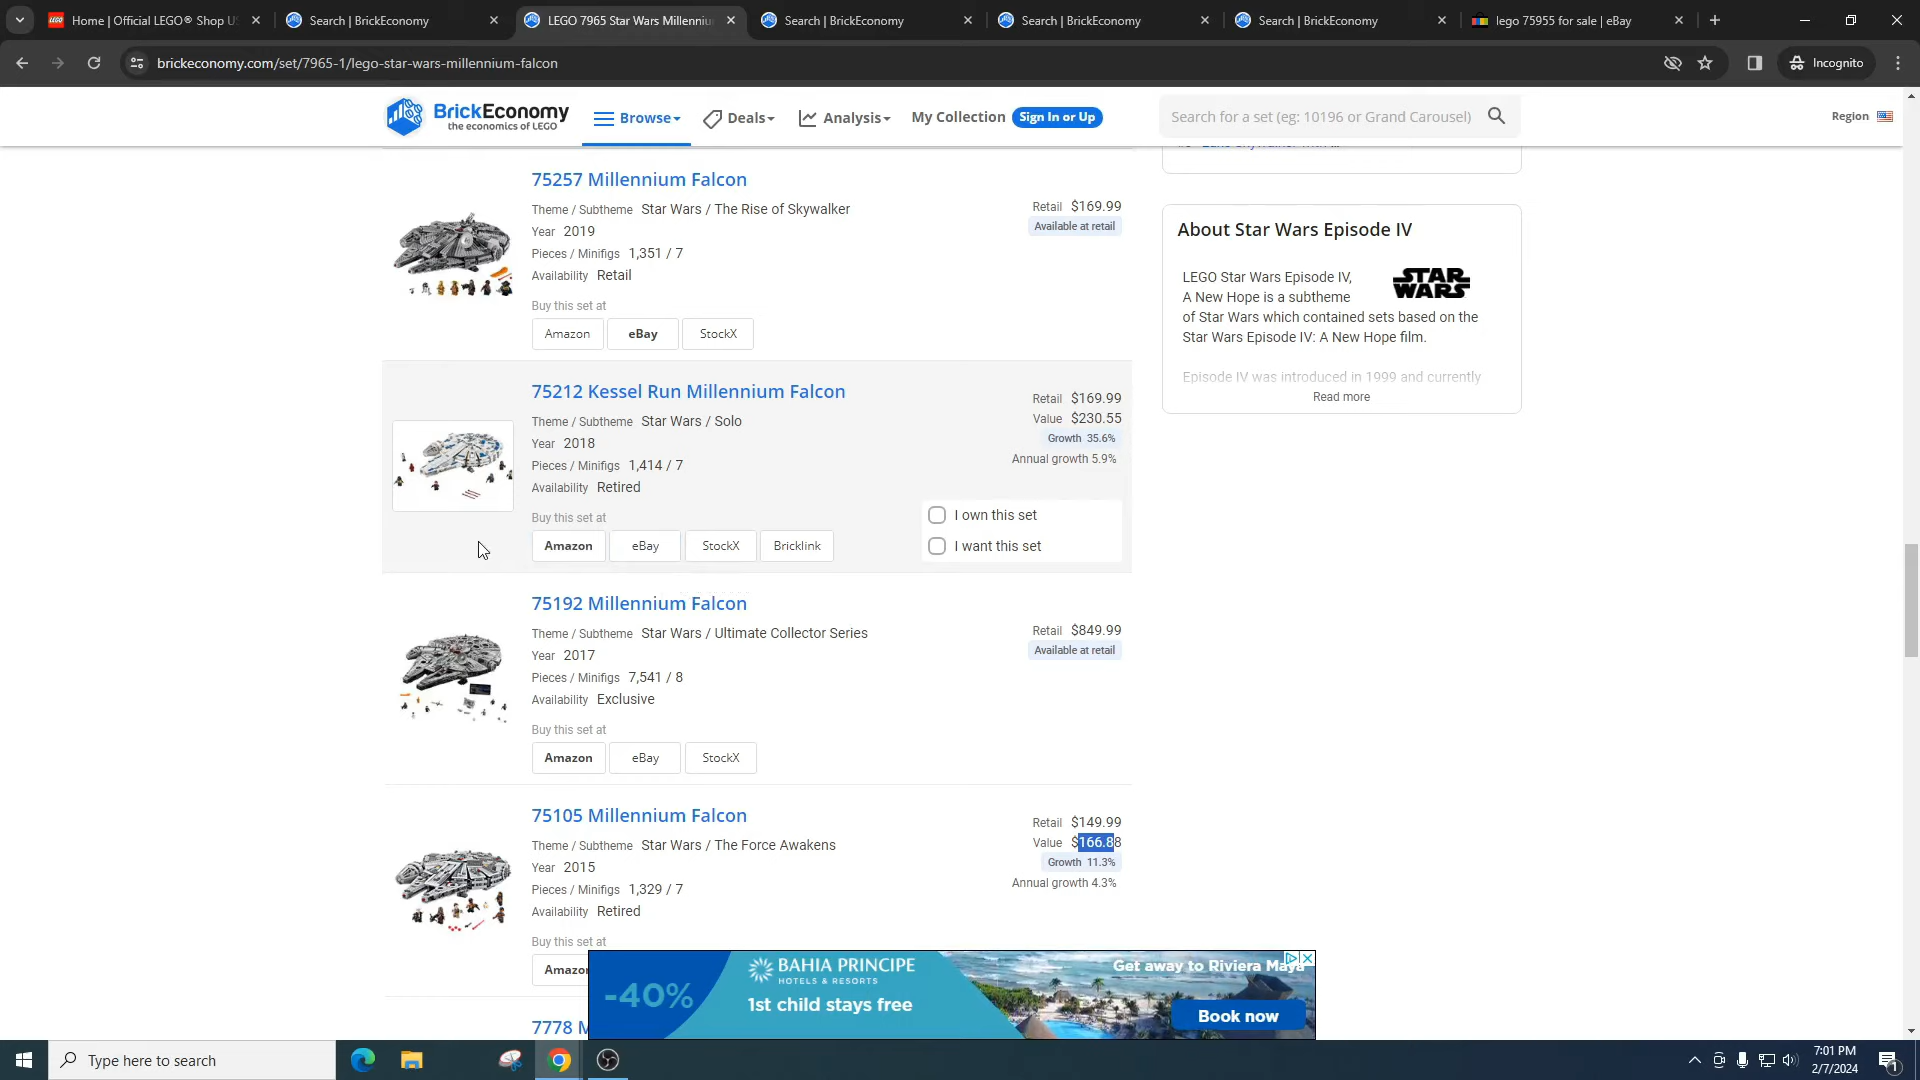 Home | Official LEGO® Shop U
Search | BrickEconomy
LEGO 7965 Star Wars Millenniu
Search | BrickEconomy
Search | BrickEconomy
Search | BrickEconomy
lego 75955 for sale | eBay
brickeconomy.com/set/7965-1/lego-star-wars-millennium-falcon
Incognito
BrickEconomy
the economics of LEGO
Browse
Deals
Analysis
My Collection
Sign In or Up
Search for a set (eg: 10196 or Grand Carousel)
Region
75257 Millennium Falcon
Theme / Subtheme Star Wars / The Rise of Skywalker
Year 2019
Pieces / Minifigs 1,351 / 7
Availability Retail
Buy this set at
Amazon
eBay
StockX
Retail $169.99
Available at retail
75212 Kessel Run Millennium Falcon
Theme / Subtheme Star Wars / Solo
Year 2018
Pieces / Minifigs 1,414 / 7
Availability Retired
Buy this set at
Amazon
eBay
StockX
Bricklink
Retail $169.99
Value $230.55
Growth 35.6%
Annual growth 5.9%
I own this set
I want this set
75192 Millennium Falcon
Theme / Subtheme Star Wars / Ultimate Collector Series
Year 2017
Pieces / Minifigs 7,541 / 8
Availability Exclusive
Buy this set at
Amazon
eBay
StockX
Retail $849.99
Available at retail
75105 Millennium Falcon
Theme / Subtheme Star Wars / The Force Awakens
Year 2015
Pieces / Minifigs 1,329 / 7
Availability Retired
Buy this set at
Amazo
Retail $149.99
Value $166.88
Growth 11.3%
Annual growth 4.3%
7778 M
About Star Wars Episode IV
LEGO Star Wars Episode IV,
A New Hope is a subtheme
of Star Wars which contained sets based on the
Star Wars Episode IV: A New Hope film.
Episode IV was introduced in 1999 and currently
Read more
STAR
WARS
-40%
BAHIA PRINCIPE
HOTELS & RESORTS
1st child stays free
Get away to Riviera Maya
Book now
Type here to search
7:01 PM
2/7/2024
1